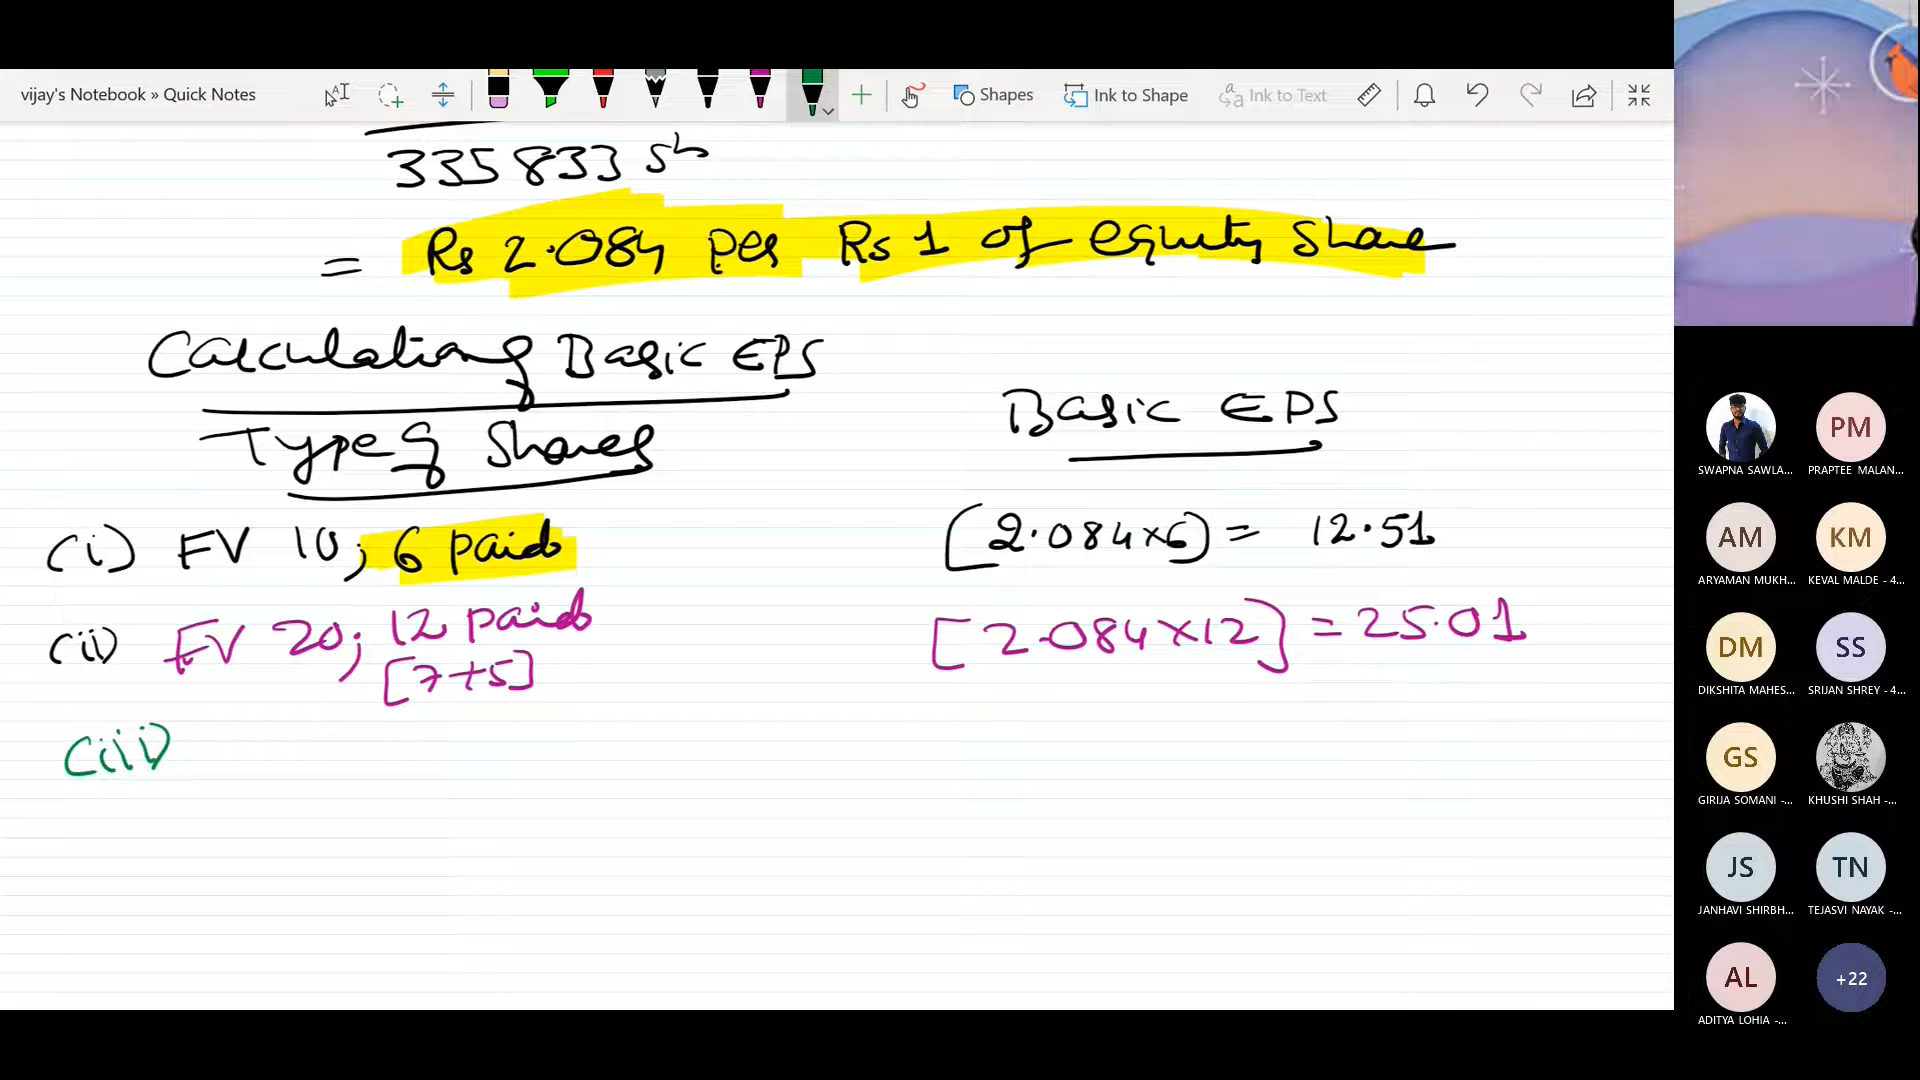 vijay's Notebook » Quick Notes
Shapes
Ink to Shape
Ink to Text
335833 sh
= Rs 2.084 per Rs 1 of equity share
Calculation of Basic EPS
Type of Shares
Basic EPS
(i) FV 10; 6 paid
(2.084×6) = 12.51
(ii) FV 20; 12 paid
[7+5]
[2.084×12] = 25.01
(iii)
SWAPNA SAWLA...
PM
PRAPTEE MALAN...
AM
ARYAMAN MUKH...
KM
KEVAL MALDE - 4...
DM
DIKSHITA MAHES...
SS
SRIJAN SHREY - 4...
GS
GIRIJA SOMANI -...
KHUSHI SHAH -...
JS
JANHAVI SHIRBH...
TN
TEJASVI NAYAK -...
AL
ADITYA LOHIA -...
+22